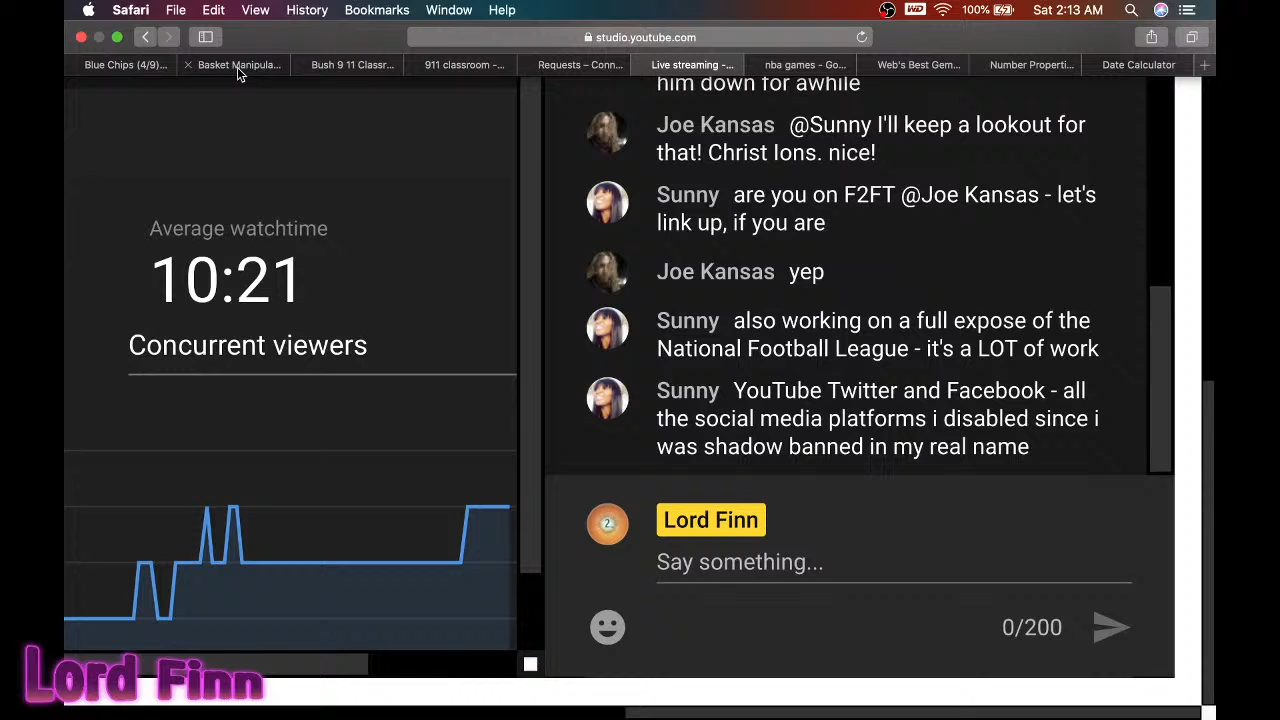 Safari File Edit View History Bookmarks Window Help WD 100% Sat 2:13 AM
studio.youtube.com
Blue Chips (4/9)... Basket Manipula... Bush 9 11 Classr... 911 classroom -... Requests – Conn... Live streaming -... nba games - Go... Web's Best Gem... Number Properti... Date Calculator
him down for awhile
Joe Kansas @Sunny I'll keep a lookout for
that! Christ Ions. nice!
Sunny are you on F2FT @Joe Kansas - let's
link up, if you are
Joe Kansas yep
Sunny also working on a full expose of the
National Football League - it's a LOT of work
Sunny YouTube Twitter and Facebook - all
the social media platforms i disabled since i
was shadow banned in my real name
Average watchtime
10:21
Concurrent viewers
2
Lord Finn
Say something...
0/200
Lord Finn